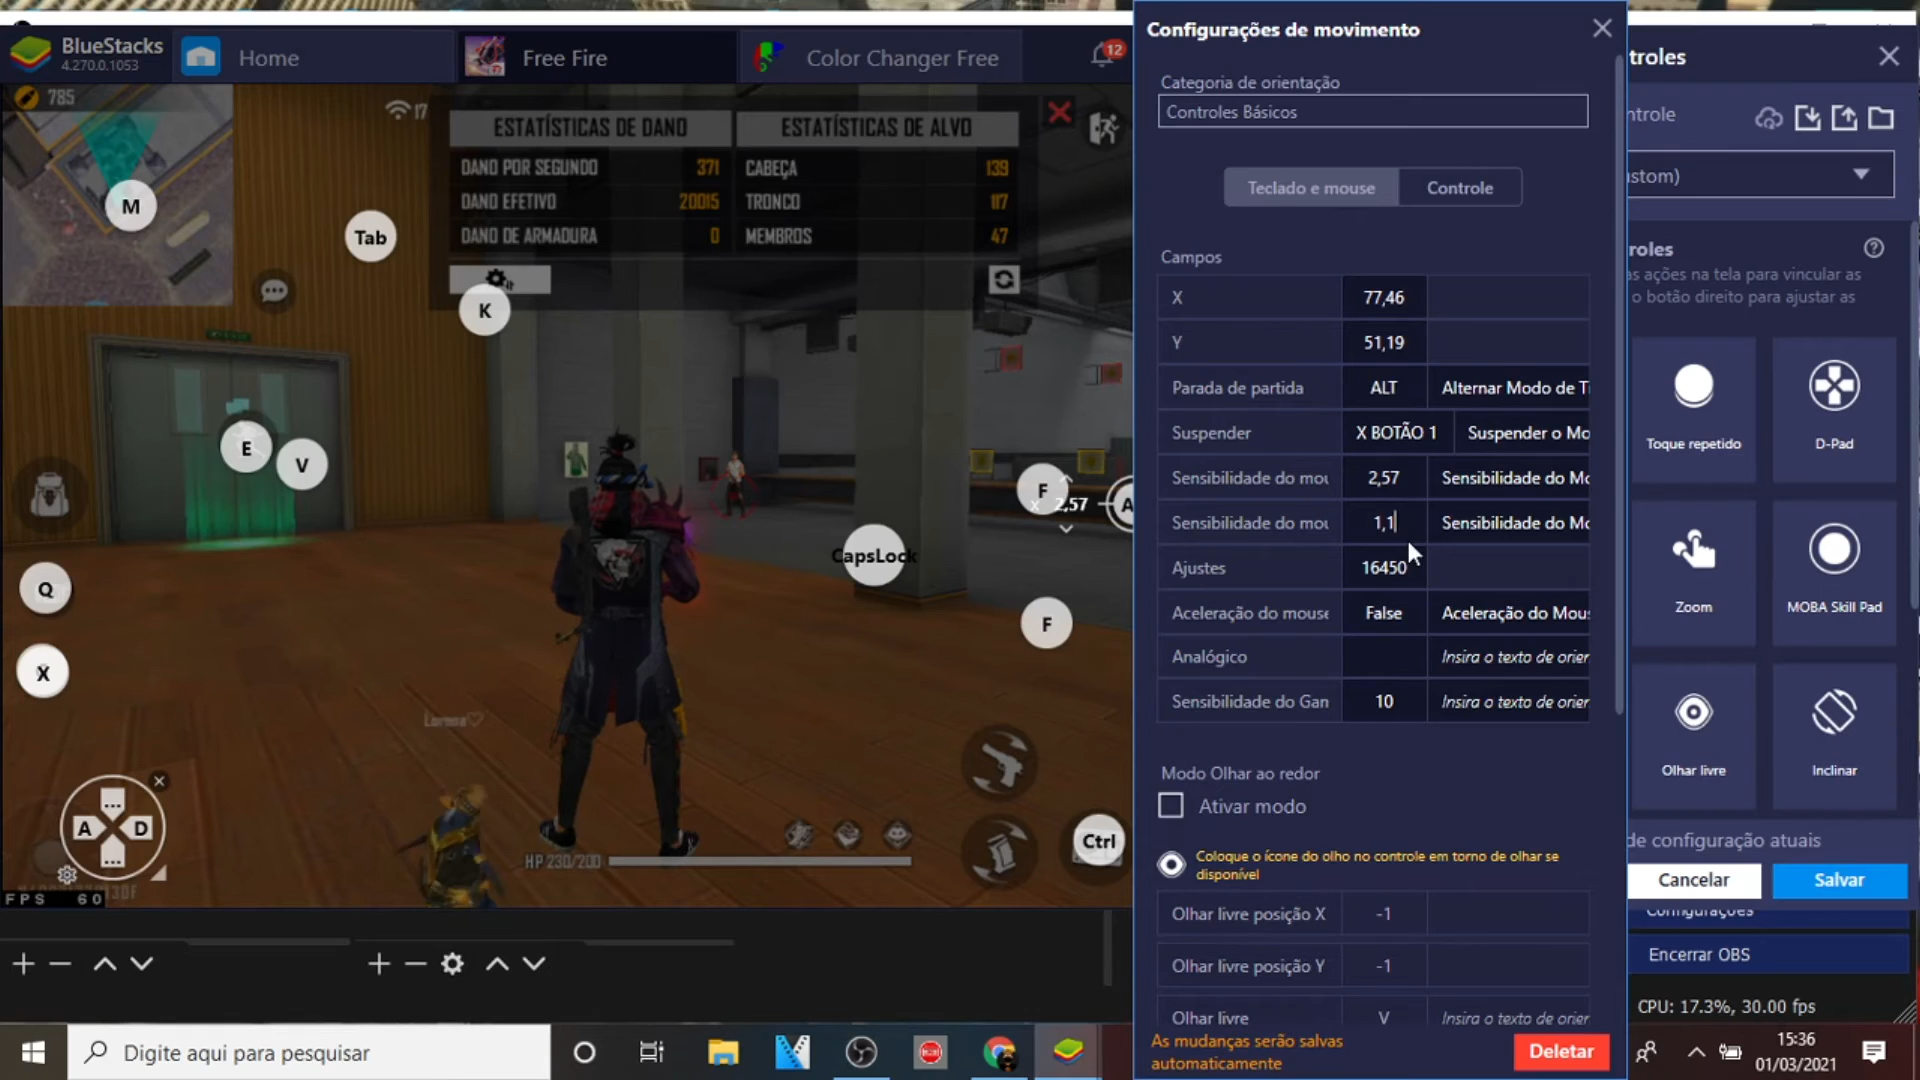 BlueStacks
4.270.0.1053
Home
Free Fire
Color Changer Free
12
785
17
ESTATÍSTICAS DE DANO
ESTATÍSTICAS DE ALVO
DANO POR SEGUNDO 371
CABEÇA 139
DANO EFETIVO 20015
TRONCO 117
DANO DE ARMADURA 0
MEMBROS 47
M
Tab
K
E
V
F
x 2,57
A
CapsLock
Q
F
X
A
D
Ctrl
HP 230/200
FPS 60
Configurações de movimento
Categoria de orientação
Controles Básicos
Teclado e mouse
Controle
Campos
X 77,46
Y 51,19
Parada de partida ALT Alternar Modo de Ti
Suspender X BOTÃO 1 Suspender o Mo
Sensibilidade do mou 2,57 Sensibilidade do Mo
Sensibilidade do mou 1,1 Sensibilidade do Mo
Ajustes 16450
Aceleração do mouse False Aceleração do Mou
Analógico Insira o texto de orier
Sensibilidade do Gan 10 Insira o texto de orier
Modo Olhar ao redor
Ativar modo
Coloque o ícone do olho no controle em torno de olhar se
disponível
Olhar livre posição X -1
Olhar livre posição Y -1
Olhar livre V Insira o texto de orier
As mudanças serão salvas
automaticamente
Deletar
troles
ntrole
stom)
roles
as ações na tela para vincular as
o botão direito para ajustar as
Toque repetido
D-Pad
Zoom
MOBA Skill Pad
Olhar livre
Inclinar
de configuração atuais
Cancelar
Salvar
Configurações
Encerrar OBS
CPU: 17.3%, 30.00 fps
Digite aqui para pesquisar
15:36
01/03/2021